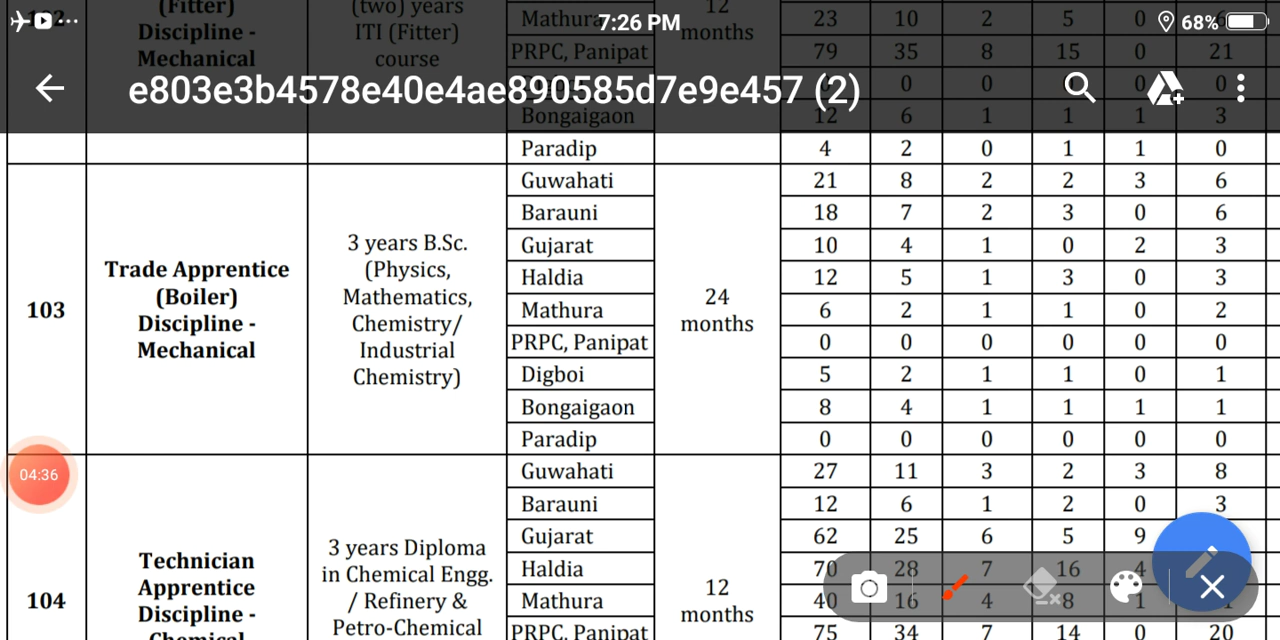 7:26 PM
68%
e803e3b4578e40e4ae896585d7e9e457 (2)
(Fitter)
Discipline -
Mechanical
(two) years
ITI (Fitter)
course
12
months
Mathura 23 10 2 5 0 6
PRPC, Panipat 79 35 8 15 0 21
0 0 0 0 0
Bongaigaon 12 6 1 1 1 3
Paradip 4 2 0 1 1 0
103
Trade Apprentice
(Boiler)
Discipline -
Mechanical
3 years B.Sc.
(Physics,
Mathematics,
Chemistry/
Industrial
Chemistry)
24
months
Guwahati 21 8 2 2 3 6
Barauni 18 7 2 3 0 6
Gujarat 10 4 1 0 2 3
Haldia 12 5 1 3 0 3
Mathura 6 2 1 1 0 2
PRPC, Panipat 0 0 0 0 0 0
Digboi 5 2 1 1 0 1
Bongaigaon 8 4 1 1 1 1
Paradip 0 0 0 0 0 0
04:36
104
Technician
Apprentice
Discipline -
Chemical
3 years Diploma
in Chemical Engg.
/ Refinery &
Petro-Chemical
12
months
Guwahati 27 11 3 2 3 8
Barauni 12 6 1 2 0 3
Gujarat 62 25 6 5 9
Haldia 70 28 7 16 4
Mathura 40 16 4 8 1
PRPC, Panipat 75 34 7 14 0 20